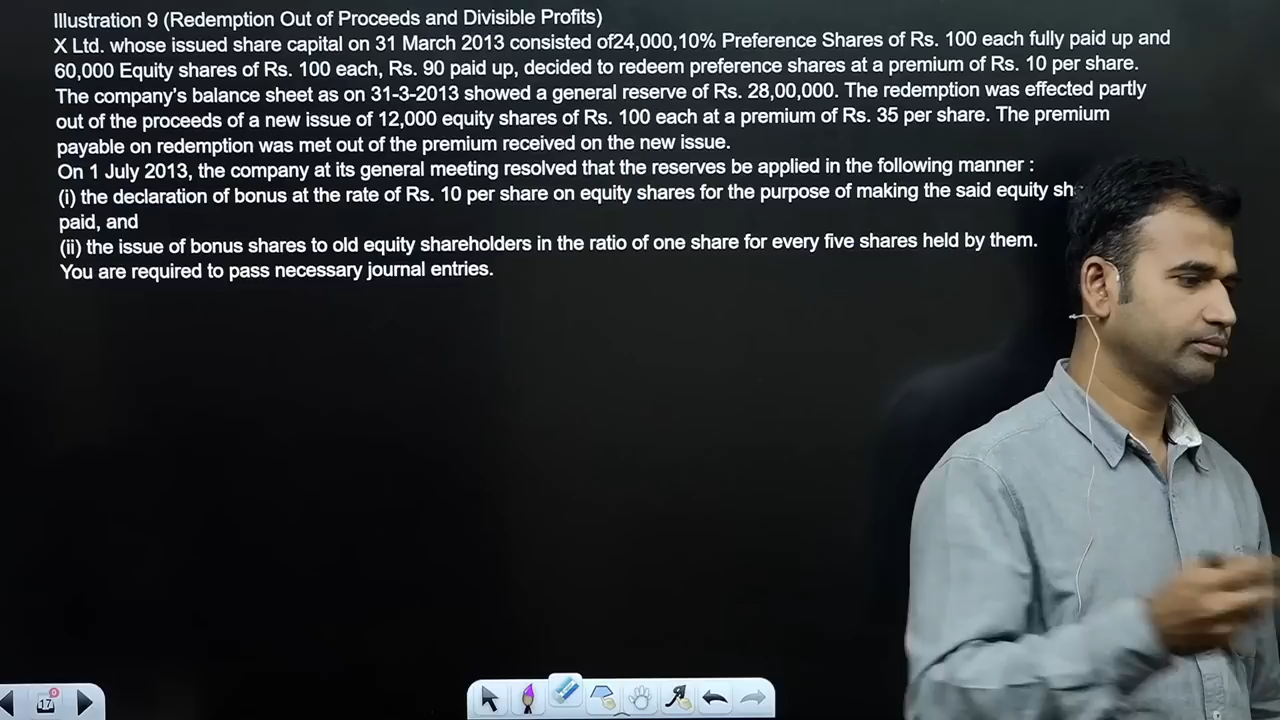 Illustration 9 (Redemption Out of Proceeds and Divisible Profits)
X Ltd. whose issued share capital on 31 March 2013 consisted of24,000,10% Preference Shares of Rs. 100 each fully paid up and
60,000 Equity shares of Rs. 100 each, Rs. 90 paid up, decided to redeem preference shares at a premium of Rs. 10 per share.
The company's balance sheet as on 31-3-2013 showed a general reserve of Rs. 28,00,000. The redemption was effected partly
out of the proceeds of a new issue of 12,000 equity shares of Rs. 100 each at a premium of Rs. 35 per share. The premium
payable on redemption was met out of the premium received on the new issue.
On 1 July 2013, the company at its general meeting resolved that the reserves be applied in the following manner :
(i) the declaration of bonus at the rate of Rs. 10 per share on equity shares for the purpose of making the said equity
paid, and
(ii) the issue of bonus shares to old equity shareholders in the ratio of one share for every five shares held by them.
You are required to pass necessary journal entries.
17
0